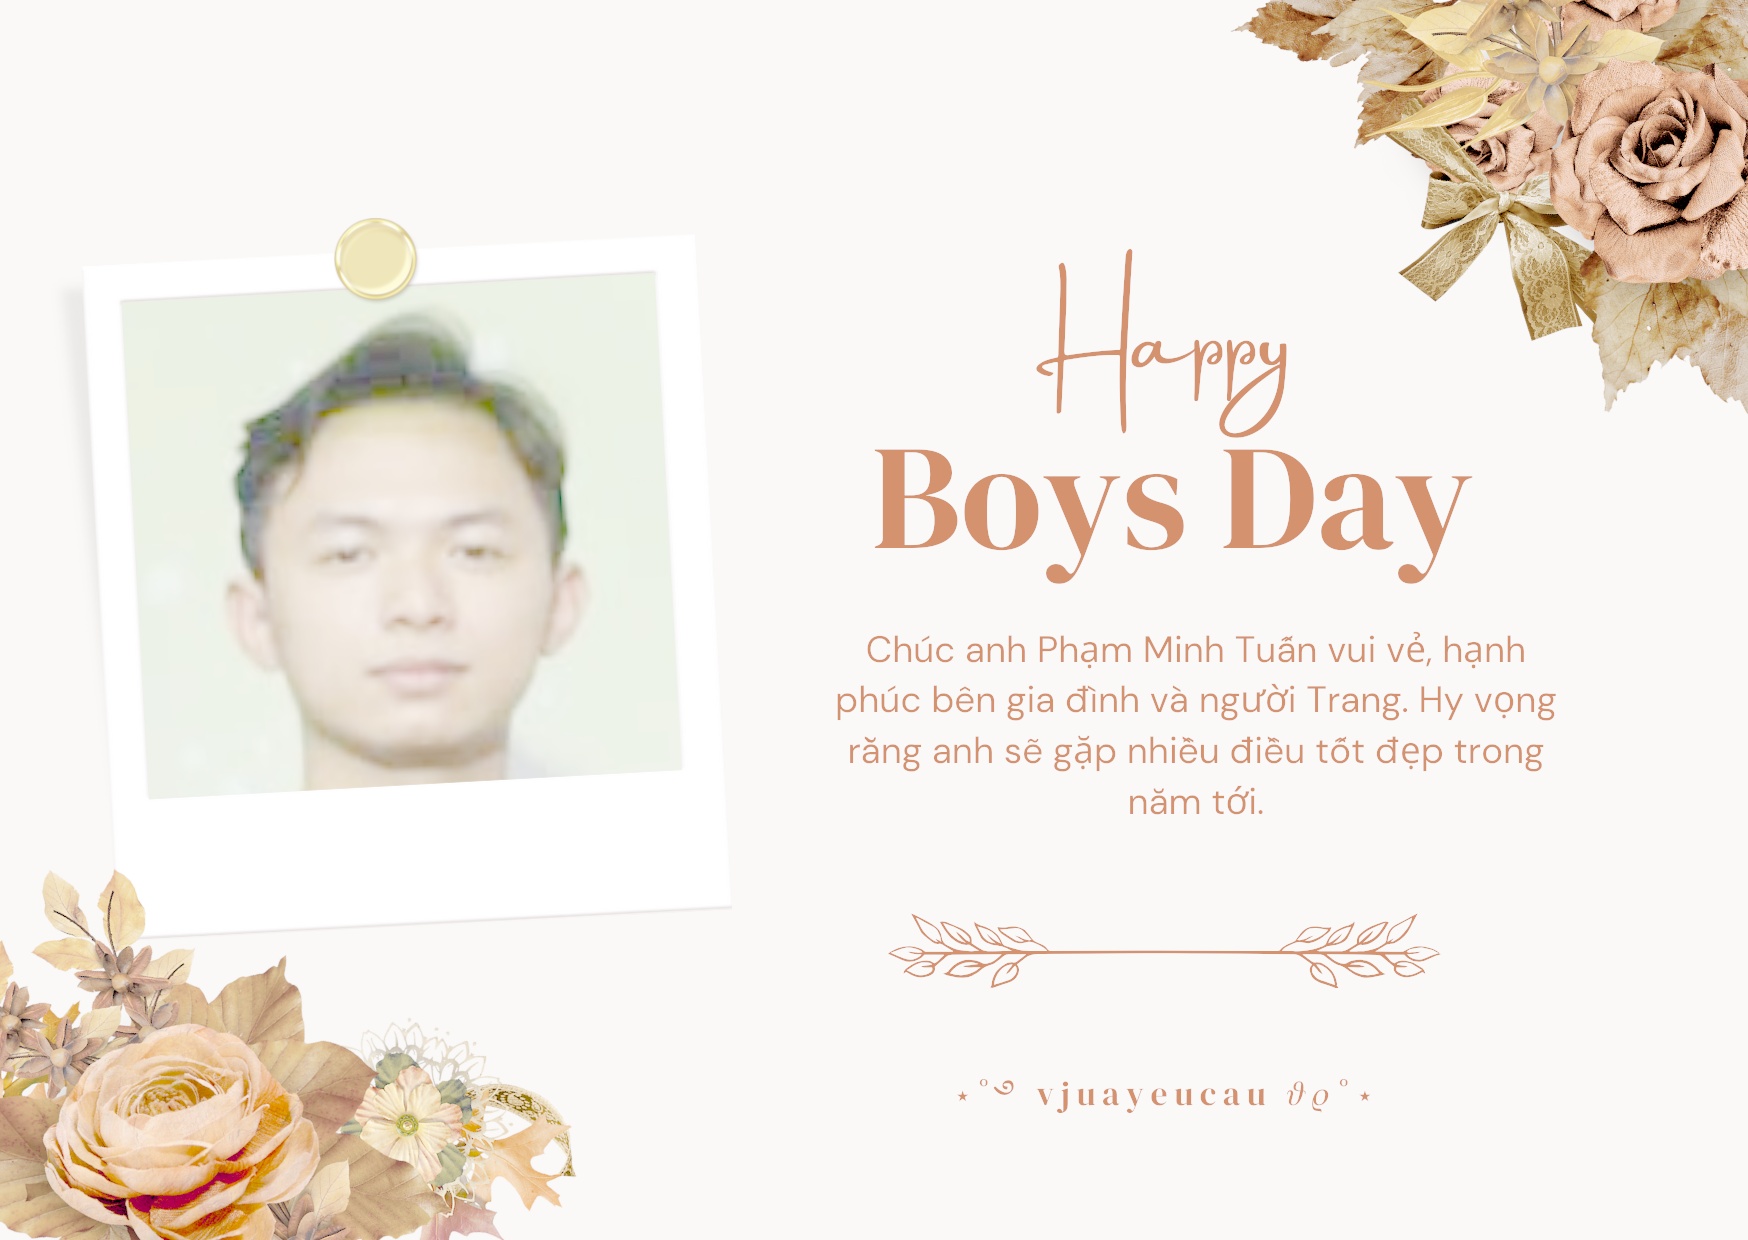 Happy
Boys Day
Chúc anh Phạm Minh Tuấn vui vẻ, hạnh
phúc bên gia đình và người Trang. Hy vọng
rằng anh sẽ gặp nhiều điều tốt đẹp trong
năm tới.
⋆˚࿔ vjuayeucau 𝜗𝜚˚⋆